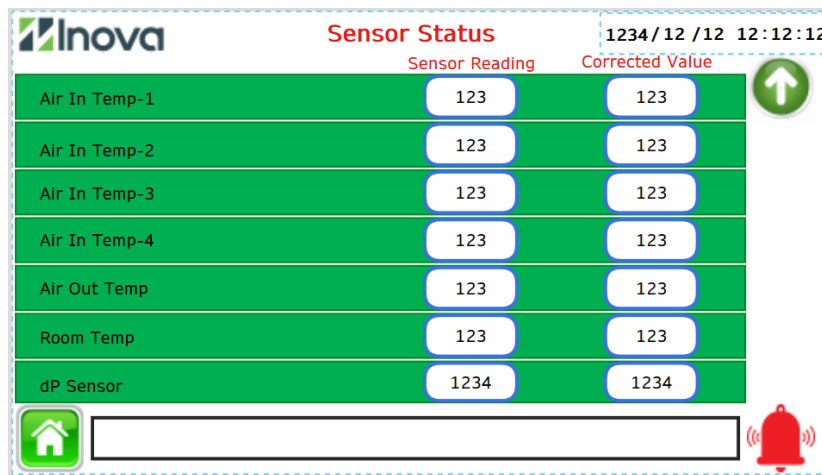 Inova Sensor Status 1234/12/12 12:12:12
Sensor Reading Corrected Value
Air In Temp-1 123 123
Air In Temp-2 123 123
Air In Temp-3 123 123
Air In Temp-4 123 123
Air Out Temp 123 123
Room Temp 123 123
dP Sensor 1234 1234